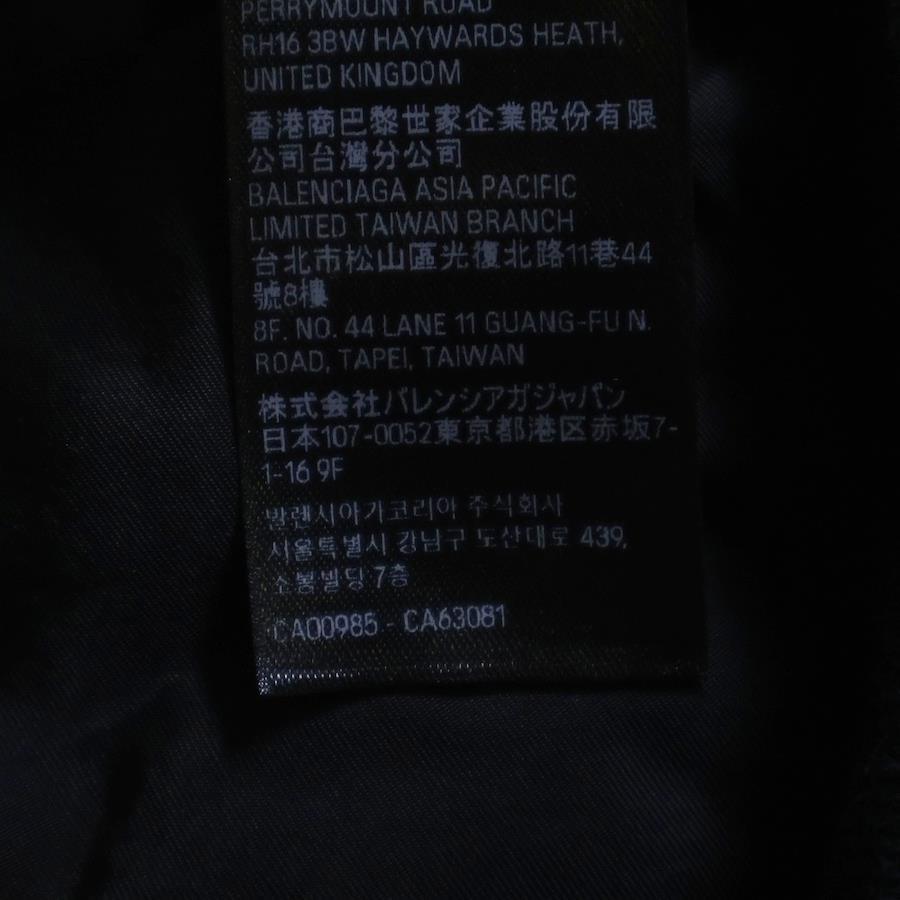 PERRYMOUNT ROAD
RH16 3BW HAYWARDS HEATH,
UNITED KINGDOM
香港商巴黎世家企業股份有限
公司台灣分公司
BALENCIAGA ASIA PACIFIC
LIMITED TAIWAN BRANCH
台北市松山區光復北路11巷44
號8樓
8F. NO. 44 LANE 11 GUANG-FU N.
ROAD, TAPEI, TAIWAN
株式会社バレンシアガジャパン
日本107-0052東京都港区赤坂7-
1-16 9F
발렌시아가코리아 주식회사
서울특별시 강남구 도산대로 439,
소봉빌딩 7층
CA00985 - CA63081